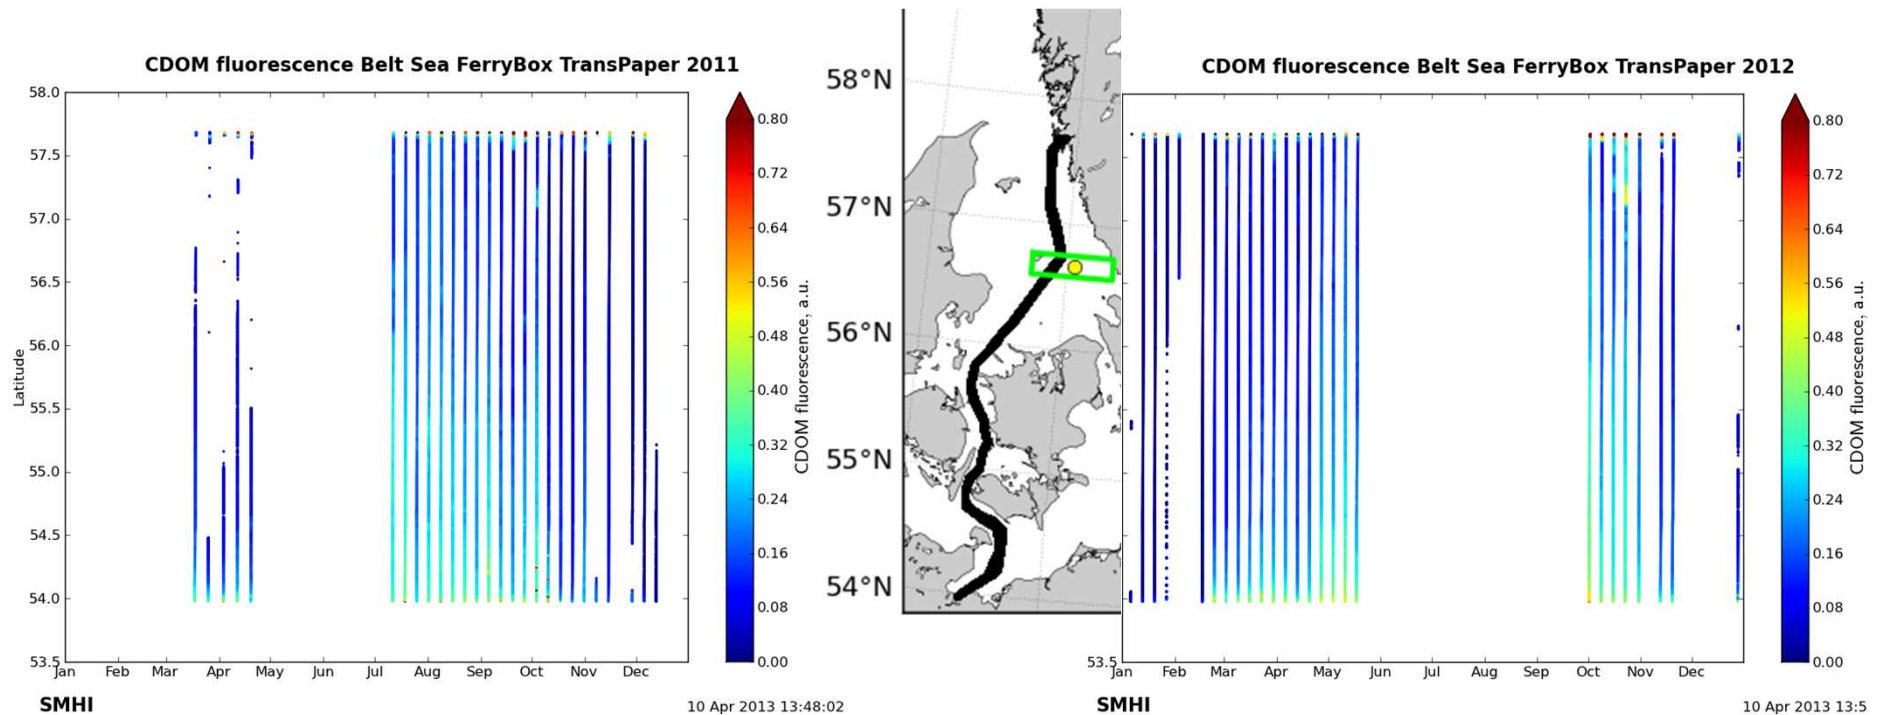 CDOM fluorescence Belt Sea FerryBox TransPaper 2011
58.0
57.5
57.0
56.5
56.0
55.5
55.0
54.5
54.0
53.5
Latitude
Jan Feb Mar Apr May Jun Jul Aug Sep Oct Nov Dec
0.80
0.72
0.64
0.56
0.48
0.40
0.32
0.24
0.16
0.08
0.00
CDOM fluorescence, a.u.
SMHI
10 Apr 2013 13:48:02
58°N
57°N
56°N
55°N
54°N
CDOM fluorescence Belt Sea FerryBox TransPaper 2012
53.5
Jan Feb Mar Apr May Jun Jul Aug Sep Oct Nov Dec
0.80
0.72
0.64
0.56
0.48
0.40
0.32
0.24
0.16
0.08
0.00
CDOM fluorescence, a.u.
SMHI
10 Apr 2013 13:5